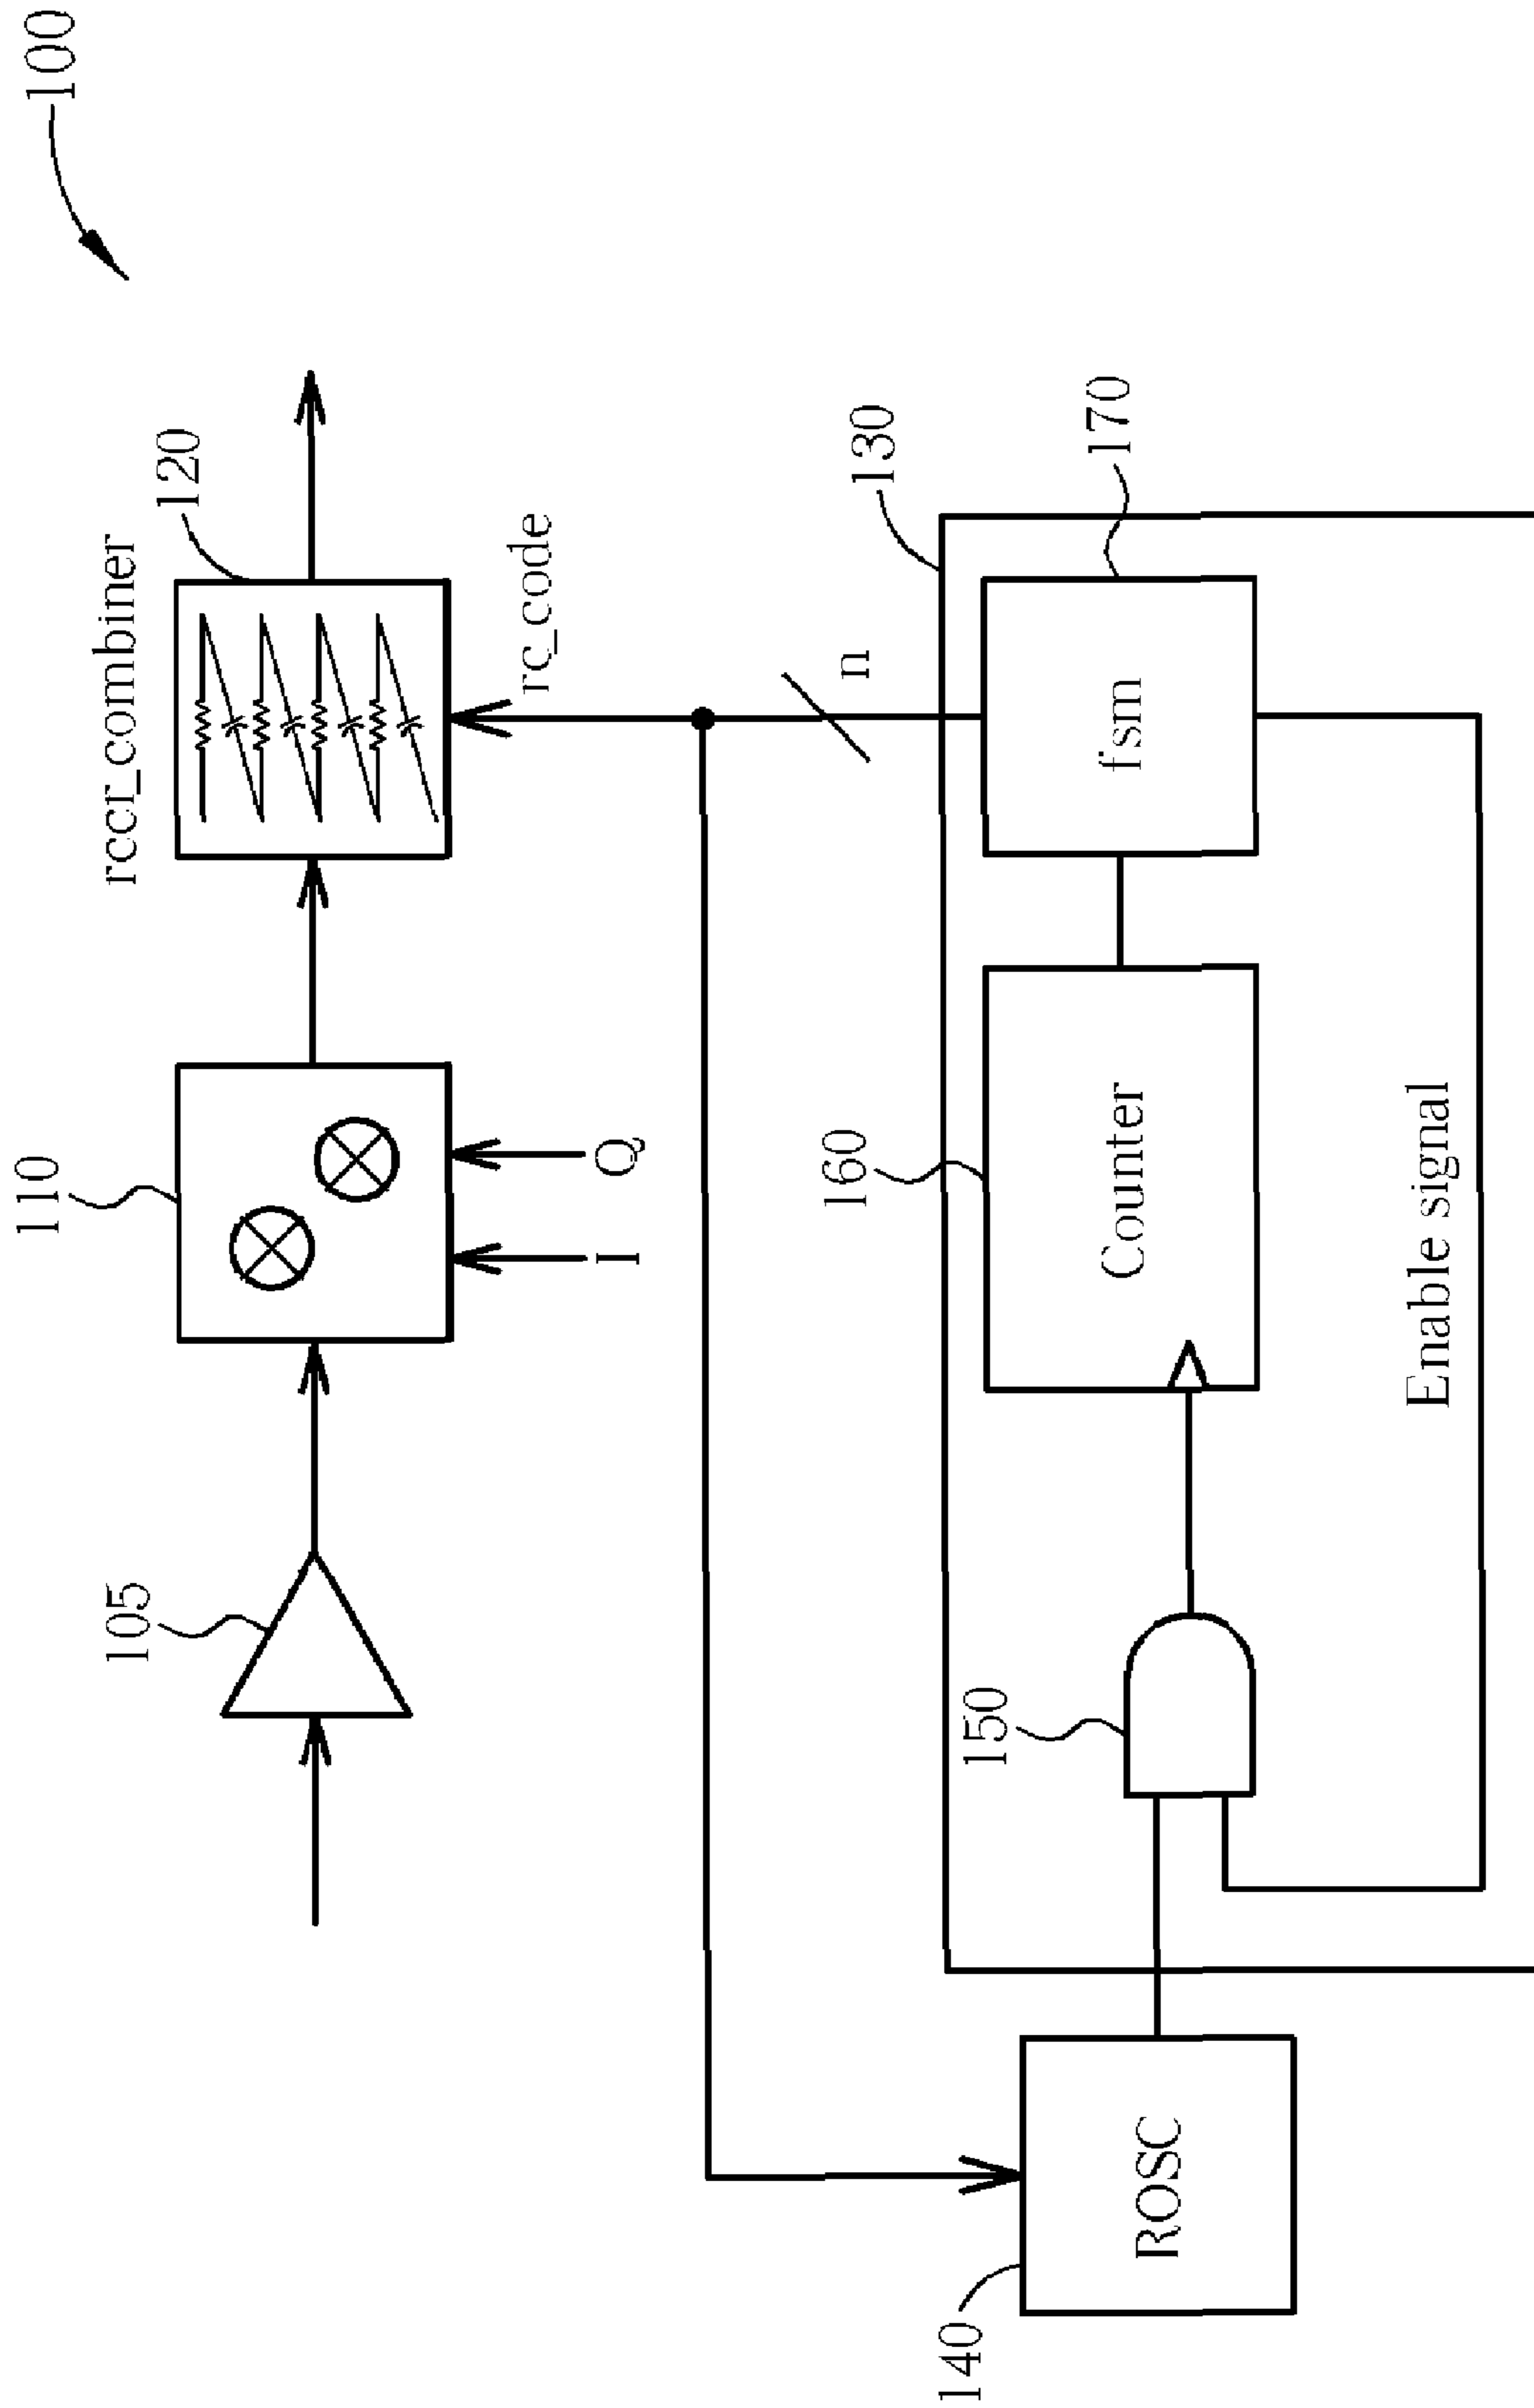 100
rccr_combiner
110
120
105
I
Q
rc_code
n
130
160
170
150
Counter
fsm
140
ROSC
Enable signal